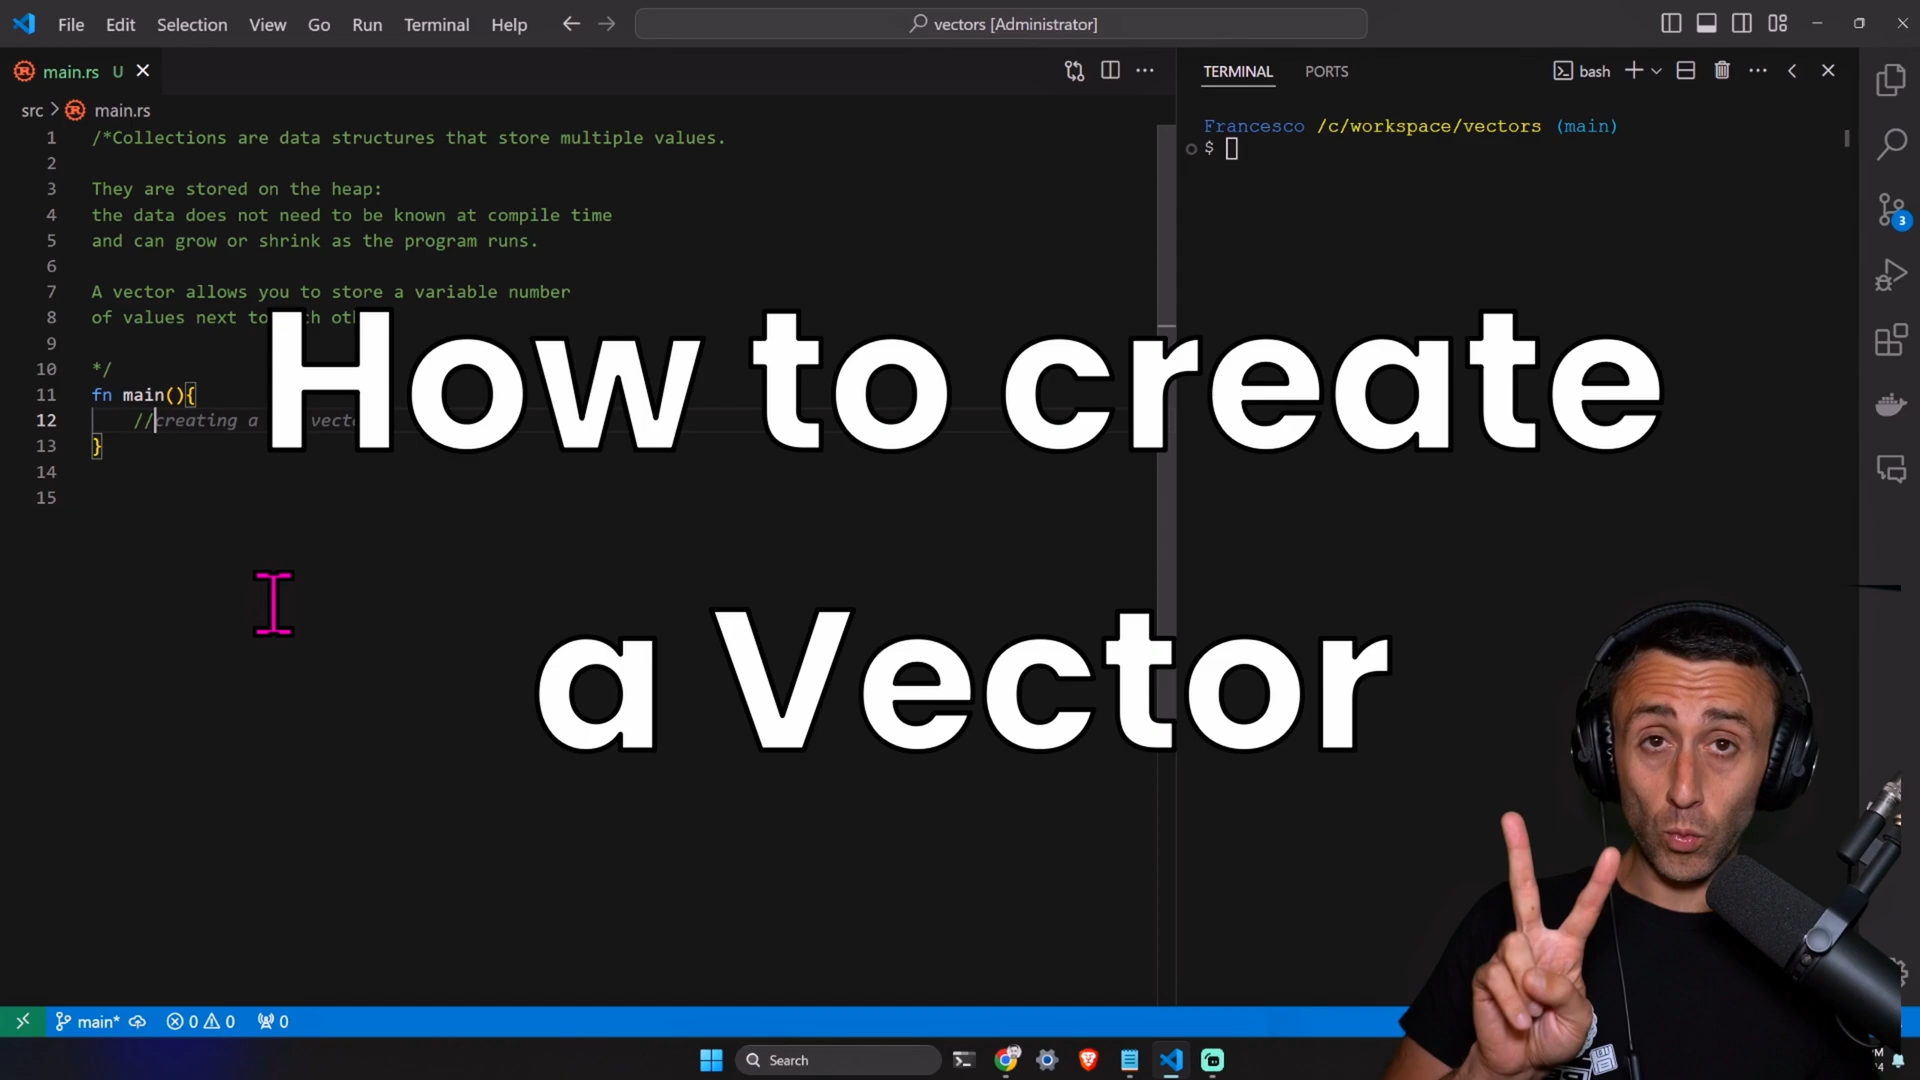 File Edit Selection View Go Run Terminal Help
vectors [Administrator]
main.rs U
TERMINAL PORTS
bash
src > main.rs
1 /*Collections are data structures that store multiple values.
2
3 They are stored on the heap:
4 the data does not need to be known at compile time
5 and can grow or shrink as the program runs.
6
7 A vector allows you to store a variable number
8 of values next to
9
10 */
11 fn main(){
12 //creating a
13 }
14
15
Francesco /c/workspace/vectors (main)
$
3
How to create
a Vector
main* 0 0 0
Search